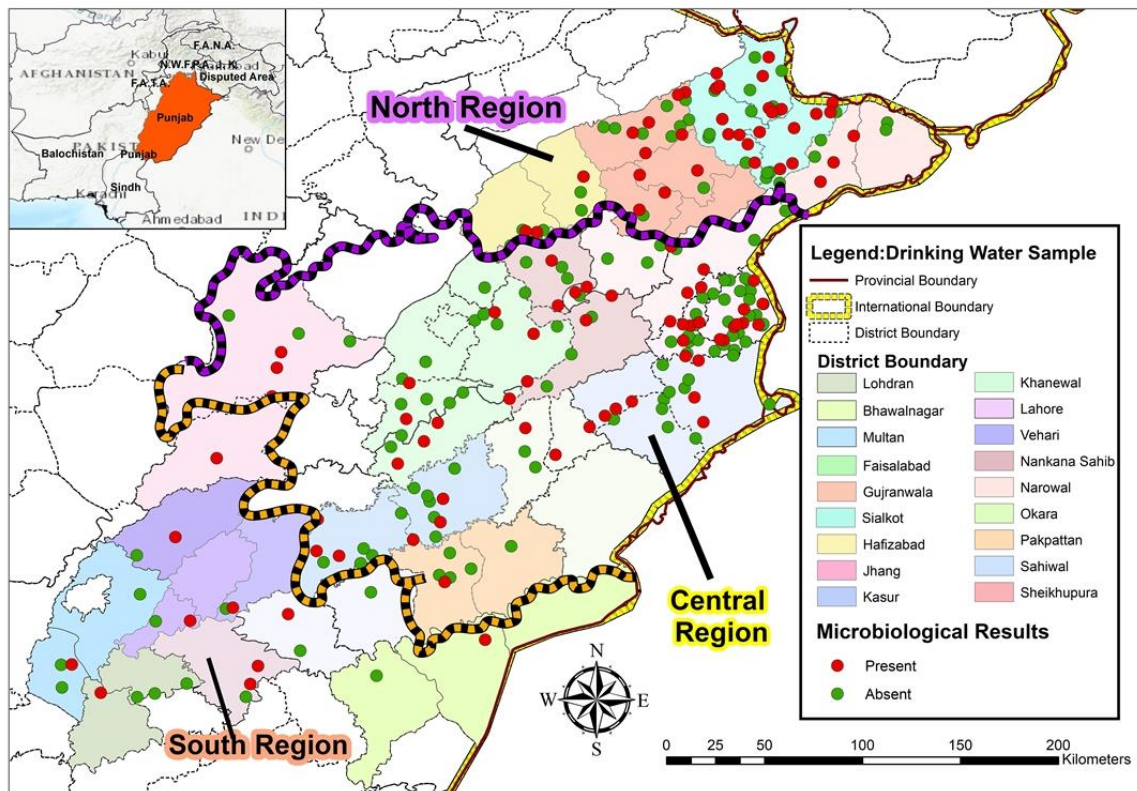 F.A.N.A.
Kabul
N.W.F.P.A.J.K.
AFGHANISTAN
Disputed Area
F.A.T.A.
Punjab
PAKIS
New De
Balochistan
Punjab
Sindh
Karachi
Ahmedabad
INDI
North Region
Central
Region
South Region
Legend:Drinking Water Sample
Provincial Boundary
International Boundary
District Boundary
District Boundary
Lohdran
Bhawalnagar
Multan
Faisalabad
Gujranwala
Sialkot
Hafizabad
Jhang
Kasur
Khanewal
Lahore
Vehari
Nankana Sahib
Narowal
Okara
Pakpattan
Sahiwal
Sheikhupura
Microbiological Results
Present
Absent
N
W E
S
0 25 50 100 150 200
Kilometers